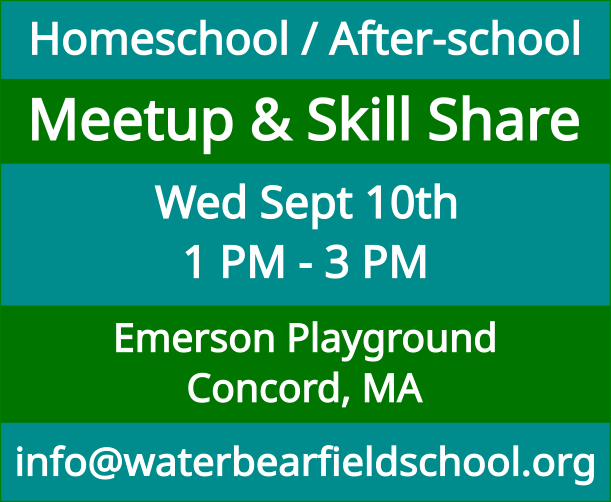 Homeschool / After-school
Meetup & Skill Share
Wed Sept 10th
1 PM - 3 PM
Emerson Playground
Concord, MA
info@waterbearfieldschool.org